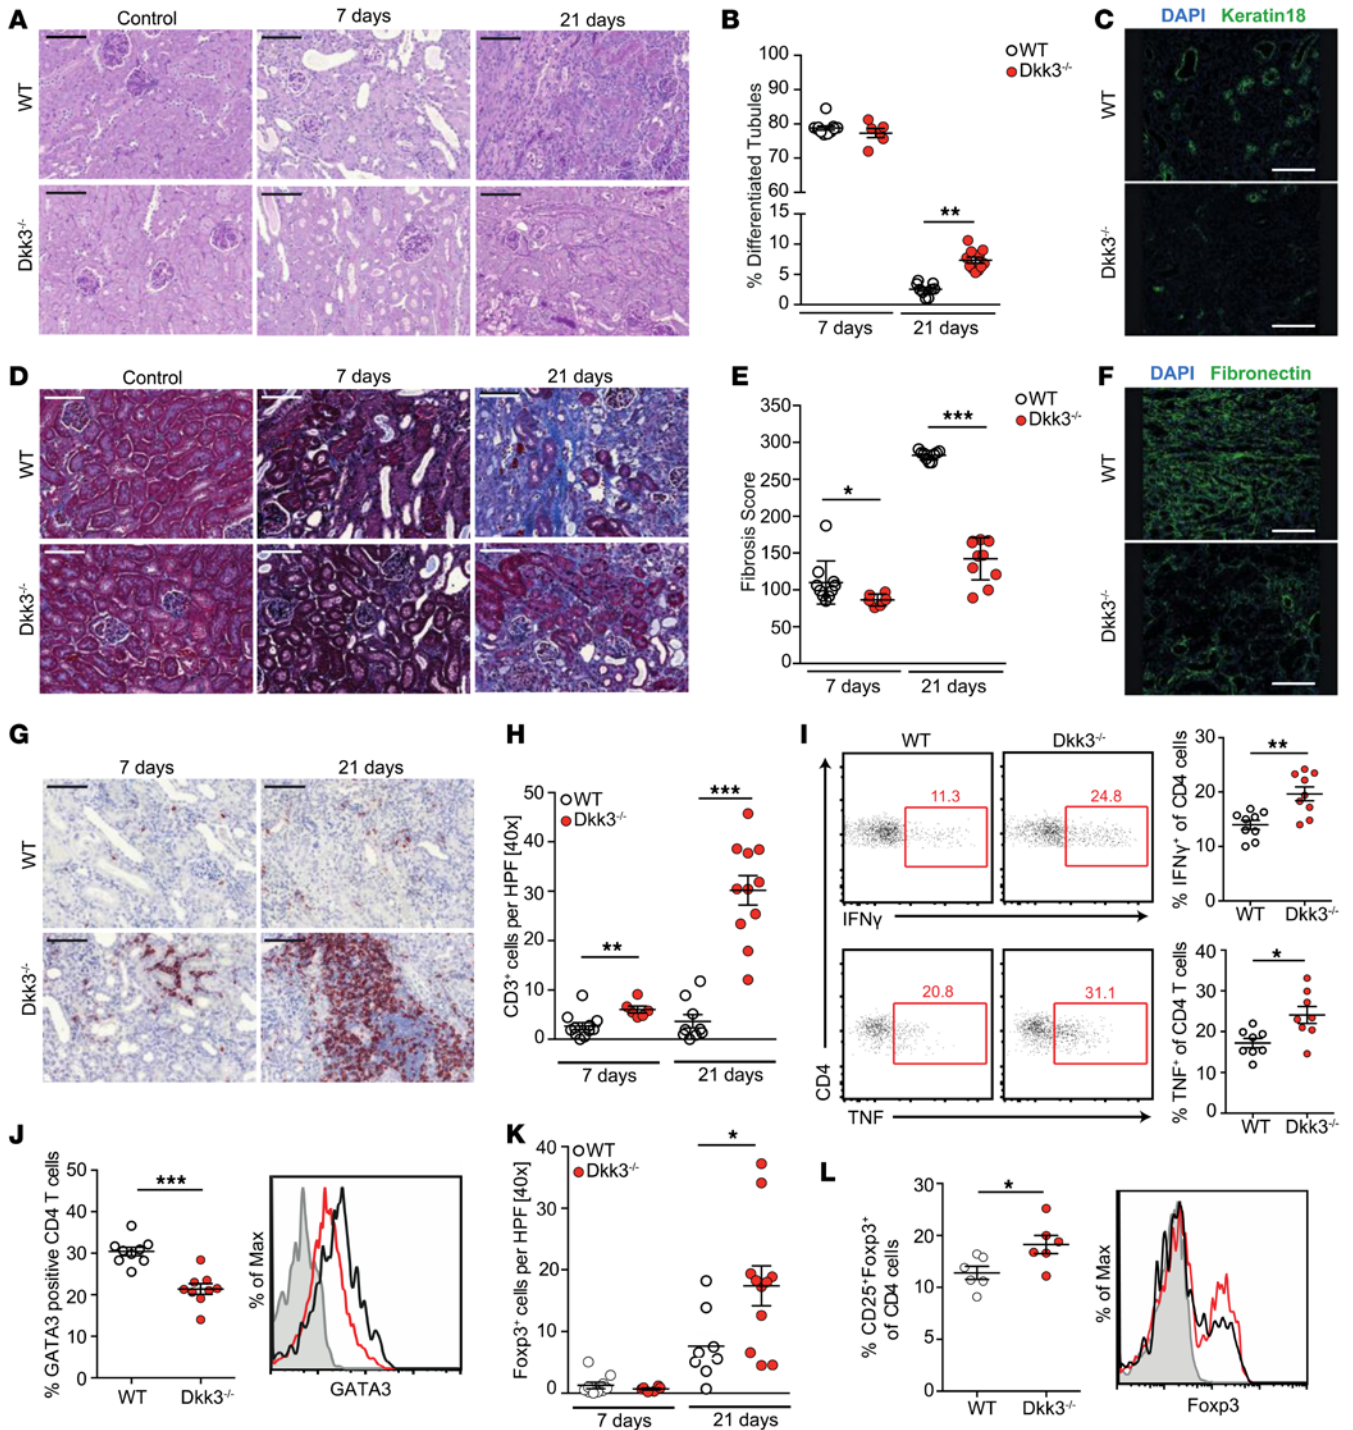 A
Control
7 days
21 days
WT
Dkk3-/-
B
% Differentiated Tubules
100
90
80
70
60
15
10
5
0
WT
Dkk3-/-
**
7 days
21 days
C
DAPI Keratin18
WT
Dkk3-/-
D
Control
7 days
21 days
WT
Dkk3-/-
E
Fibrosis Score
350
300
250
200
150
100
50
0
WT
Dkk3-/-
*
***
7 days
21 days
F
DAPI Fibronectin
WT
Dkk3-/-
G
7 days
21 days
WT
Dkk3-/-
H
CD3+ cells per HPF [40x]
50
40
30
20
10
0
WT
Dkk3-/-
**
***
7 days
21 days
I
WT
Dkk3-/-
11.3
24.8
IFNγ
20.8
31.1
CD4
TNF
% IFNγ+ of CD4 cells
30
20
10
0
**
WT
Dkk3-/-
% TNF+ of CD4 T cells
40
30
20
10
0
*
WT
Dkk3-/-
J
% GATA3 positive CD4 T cells
50
40
30
20
10
0
***
WT
Dkk3-/-
% of Max
GATA3
K
Foxp3+ cells per HPF [40x]
40
30
20
10
0
WT
Dkk3-/-
*
7 days
21 days
L
% CD25+Foxp3+
of CD4 cells
30
20
10
5
0
*
WT
Dkk3-/-
% of Max
Foxp3